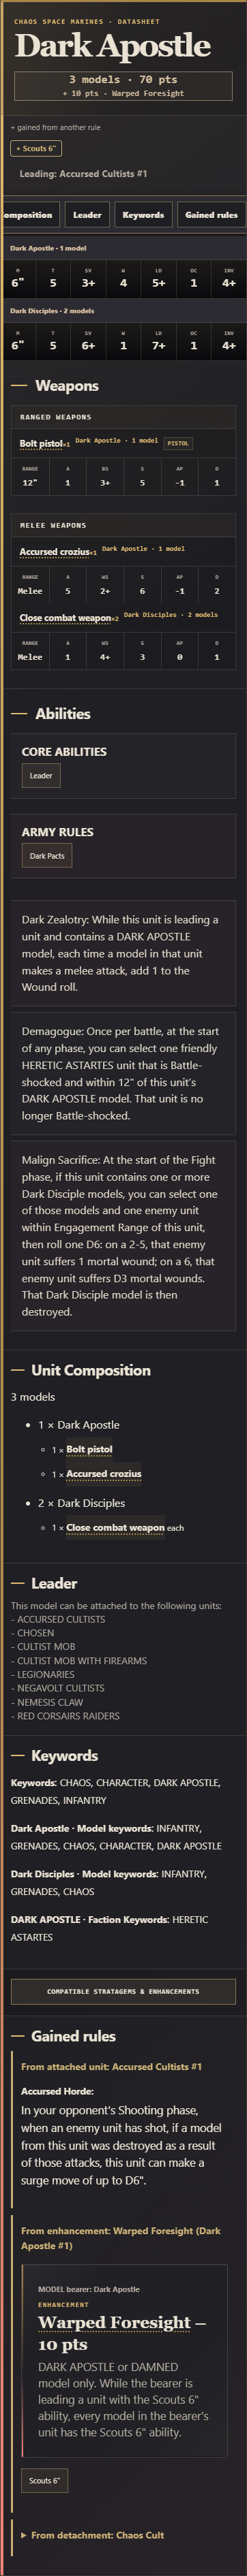 CHAOS SPACE MARINES · DATASHEET
Dark Apostle
3 models · 70 pts
+ 10 pts · Warped Foresight
+ gained from another rule
+ Scouts 6"
Leading: Accursed Cultists #1
omposition
Leader
Keywords
Gained rules
Dark Apostle · 1 model
M T SV W LD OC INV
6" 5 3+ 4 5+ 1 4+
Dark Disciples · 2 models
M T SV W LD OC INV
6" 5 6+ 1 7+ 1 4+
Weapons
RANGED WEAPONS
Bolt pistol×1 Dark Apostle · 1 model PISTOL
RANGE A BS S AP D
12" 1 3+ 5 -1 1
MELEE WEAPONS
Accursed crozius×1 Dark Apostle · 1 model
RANGE A WS S AP D
Melee 5 2+ 6 -1 2
Close combat weapon×2 Dark Disciples · 2 models
RANGE A WS S AP D
Melee 1 4+ 3 0 1
Abilities
CORE ABILITIES
Leader
ARMY RULES
Dark Pacts
Dark Zealotry: While this unit is leading a
unit and contains a DARK APOSTLE
model, each time a model in that unit
makes a melee attack, add 1 to the
Wound roll.
Demagogue: Once per battle, at the start
of any phase, you can select one friendly
HERETIC ASTARTES unit that is Battle-
shocked and within 12" of this unit's
DARK APOSTLE model. That unit is no
longer Battle-shocked.
Malign Sacrifice: At the start of the Fight
phase, if this unit contains one or more
Dark Disciple models, you can select one
of those models and one enemy unit
within Engagement Range of this unit,
then roll one D6: on a 2-5, that enemy
unit suffers 1 mortal wound; on a 6, that
enemy unit suffers D3 mortal wounds.
That Dark Disciple model is then
destroyed.
Unit Composition
3 models
• 1 × Dark Apostle
◦ 1 × Bolt pistol
◦ 1 × Accursed crozius
• 2 × Dark Disciples
◦ 1 × Close combat weapon each
Leader
This model can be attached to the following units:
- ACCURSED CULTISTS
- CHOSEN
- CULTIST MOB
- CULTIST MOB WITH FIREARMS
- LEGIONARIES
- NEGAVOLT CULTISTS
- NEMESIS CLAW
- RED CORSAIRS RAIDERS
Keywords
Keywords: CHAOS, CHARACTER, DARK APOSTLE,
GRENADES, INFANTRY
Dark Apostle · Model keywords: INFANTRY,
GRENADES, CHAOS, CHARACTER, DARK APOSTLE
Dark Disciples · Model keywords: INFANTRY,
GRENADES, CHAOS
DARK APOSTLE · Faction Keywords: HERETIC
ASTARTES
COMPATIBLE STRATAGEMS & ENHANCEMENTS
Gained rules
From attached unit: Accursed Cultists #1
Accursed Horde:
In your opponent's Shooting phase,
when an enemy unit has shot, if a model
from this unit was destroyed as a result
of those attacks, this unit can make a
surge move of up to D6".
From enhancement: Warped Foresight (Dark
Apostle #1)
MODEL bearer: Dark Apostle
ENHANCEMENT
Warped Foresight –
10 pts
DARK APOSTLE or DAMNED
model only. While the bearer is
leading a unit with the Scouts 6"
ability, every model in the bearer's
unit has the Scouts 6" ability.
Scouts 6"
▶ From detachment: Chaos Cult